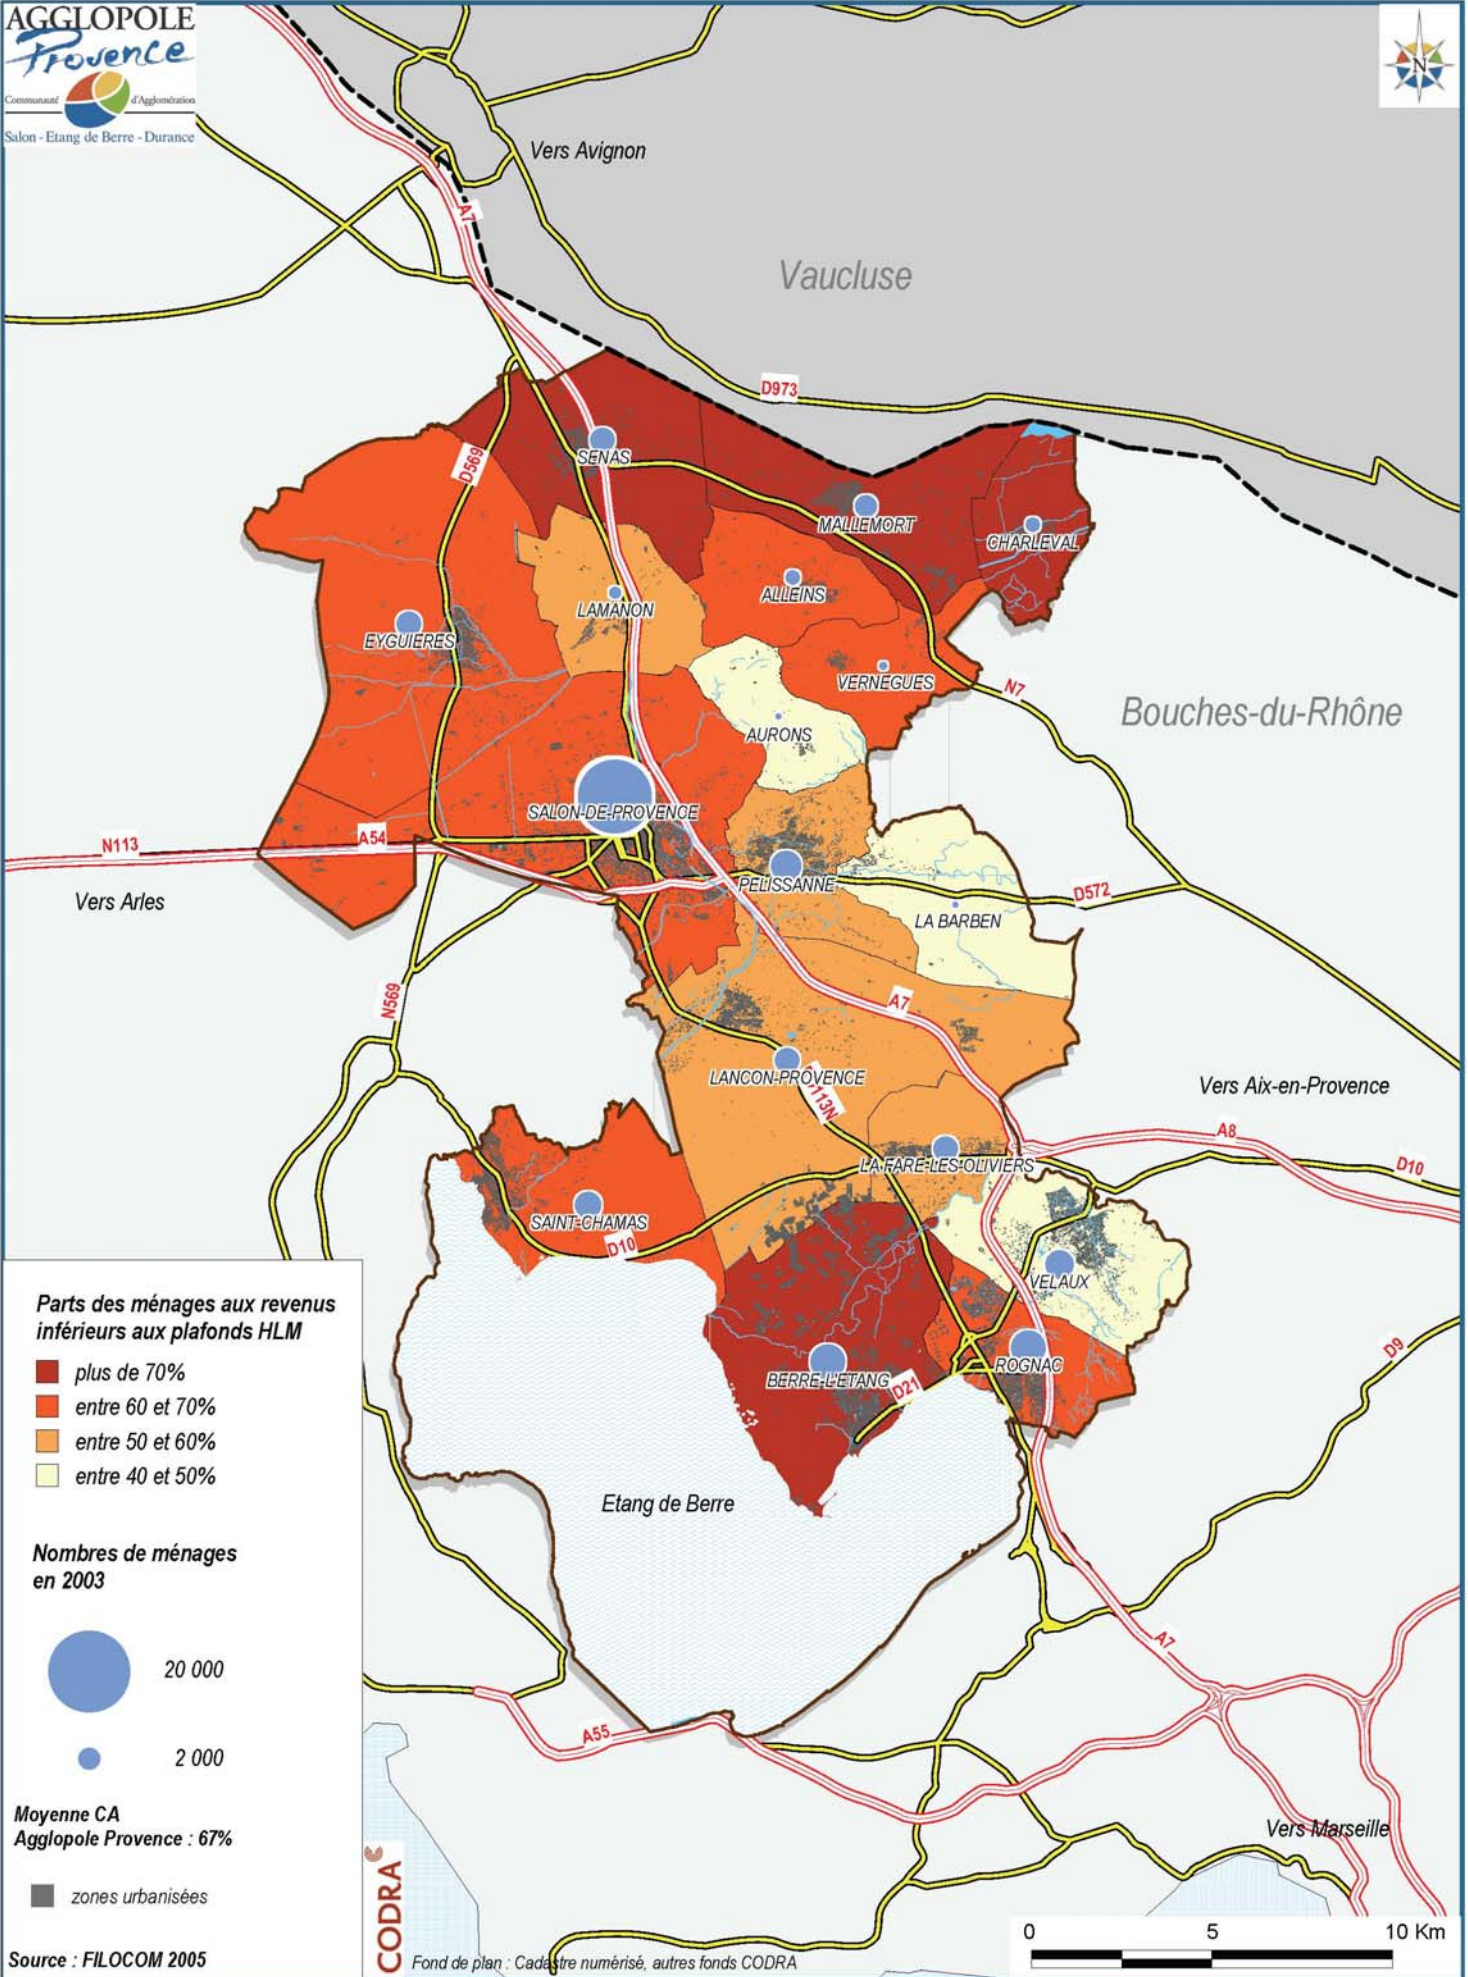 AGGLOPOLE
Provence
Communauté d'Agglomération
Salon - Etang de Berre - Durance
N
Vers Avignon
A7
Vaucluse
D973
D569
SENAS
MALLEMORT
CHARLEVAL
ALLEINS
LAMANON
EYGUIERES
VERNEGUES
N7
Bouches-du-Rhône
AURONS
SALON-DE-PROVENCE
N113
A54
PELISSANNE
D572
Vers Arles
LA BARBEN
N569
A7
LANCON-PROVENCE
113N
Vers Aix-en-Provence
A8
LA FARE-LES-OLIVIERS
D10
SAINT-CHAMAS
D10
VELAUX
ROGNAC
D9
BERRE-L'ETANG
D21
Etang de Berre
A7
A55
Vers Marseille
Parts des ménages aux revenus
inférieurs aux plafonds HLM
plus de 70%
entre 60 et 70%
entre 50 et 60%
entre 40 et 50%
Nombres de ménages
en 2003
20 000
2 000
Moyenne CA
Agglopole Provence : 67%
zones urbanisées
Source : FILOCOM 2005
CODRA
Fond de plan : Cadastre numérisé, autres fonds CODRA
0 5 10 Km